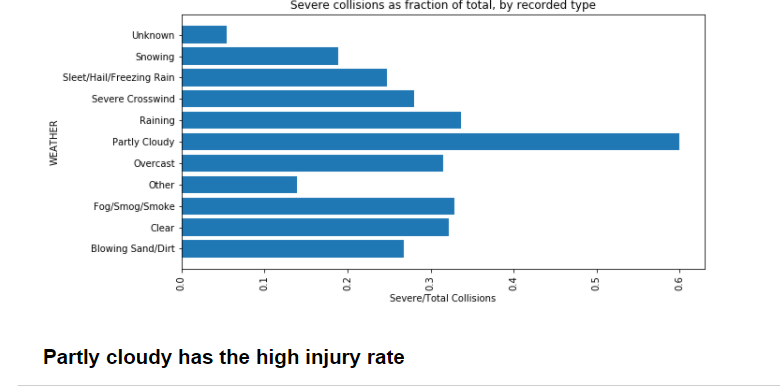 Severe collisions as fraction of total, by recorded type
WEATHER
Unknown
Snowing
Sleet/Hail/Freezing Rain
Severe Crosswind
Raining
Partly Cloudy
Overcast
Other
Fog/Smog/Smoke
Clear
Blowing Sand/Dirt
0.0 0.1 0.2 0.3 0.4 0.5 0.6
Severe/Total Collisions
Partly cloudy has the high injury rate